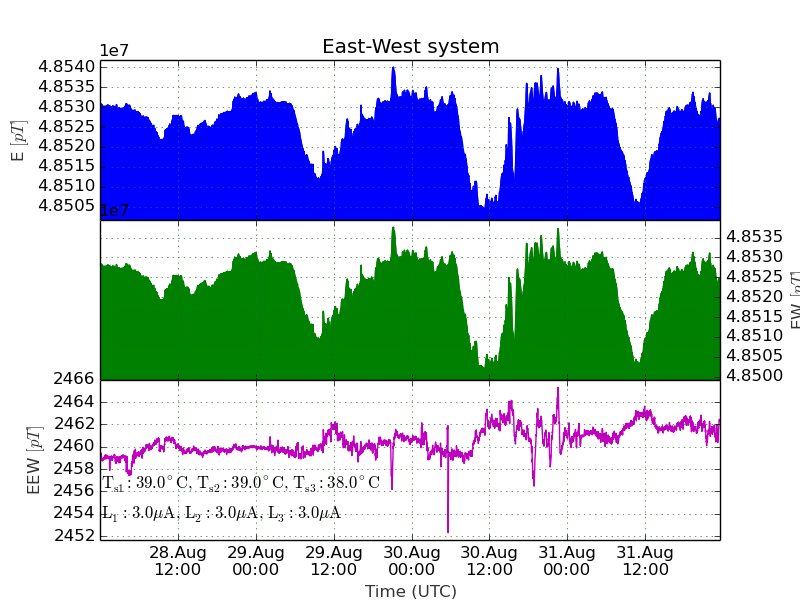 East-West system
1e7
4.8540
4.8535
4.8530
4.8525
4.8520
4.8515
4.8510
4.8505
E [pT]
1e7
4.8535
4.8530
4.8525
4.8520
4.8515
4.8510
4.8505
4.8500
EW [pT]
2466
2464
2462
2460
2458
2456
2454
2452
EEW [pT]
T_s1 : 39.0°C, T_s2 : 39.0°C, T_s3 : 38.0°C
L_1 : 3.0μA, L_2 : 3.0μA, L_3 : 3.0μA
28.Aug 29.Aug 29.Aug 30.Aug 30.Aug 31.Aug 31.Aug
12:00 00:00 12:00 00:00 12:00 00:00 12:00
Time (UTC)